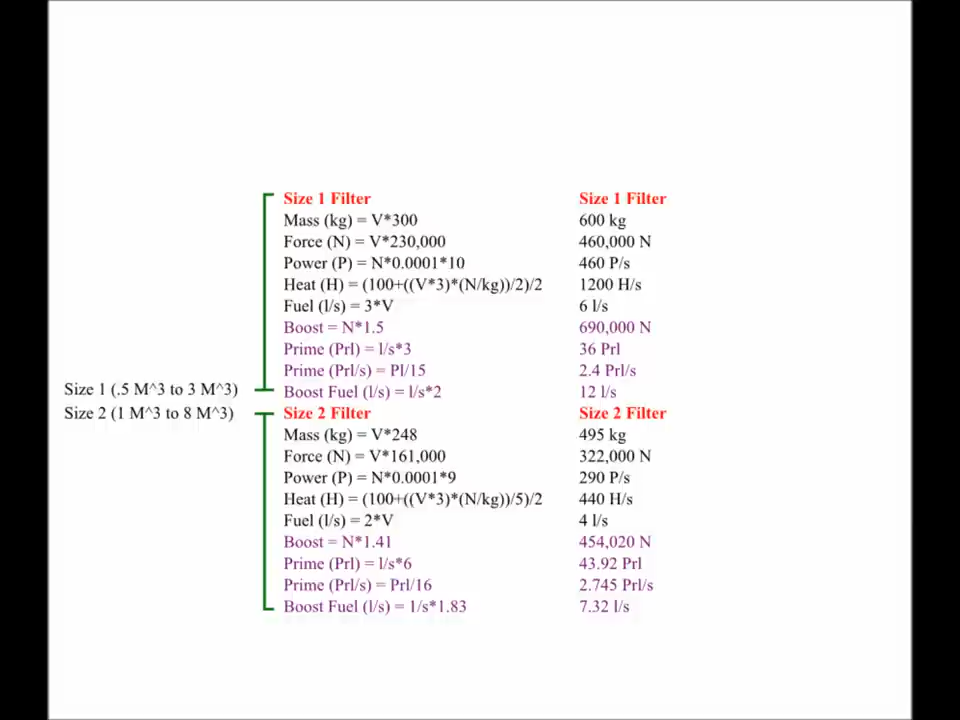 Size 1 Filter Size 1 Filter
Mass (kg) = V*300 600 kg
Force (N) = V*230,000 460,000 N
Power (P) = N*0.0001*10 460 P/s
Heat (H) = (100+((V*3)*(N/kg))/2)/2 1200 H/s
Fuel (l/s) = 3*V 6 l/s
Boost = N*1.5 690,000 N
Prime (Prl) = l/s*3 36 Prl
Prime (Prl/s) = Pl/15 2.4 Prl/s
Size 1 (.5 M^3 to 3 M^3) Boost Fuel (l/s) = l/s*2 12 l/s
Size 2 (1 M^3 to 8 M^3) Size 2 Filter Size 2 Filter
Mass (kg) = V*248 495 kg
Force (N) = V*161,000 322,000 N
Power (P) = N*0.0001*9 290 P/s
Heat (H) = (100+((V*3)*(N/kg))/5)/2 440 H/s
Fuel (l/s) = 2*V 4 l/s
Boost = N*1.41 454,020 N
Prime (Prl) = l/s*6 43.92 Prl
Prime (Prl/s) = Prl/16 2.745 Prl/s
Boost Fuel (l/s) = 1/s*1.83 7.32 l/s